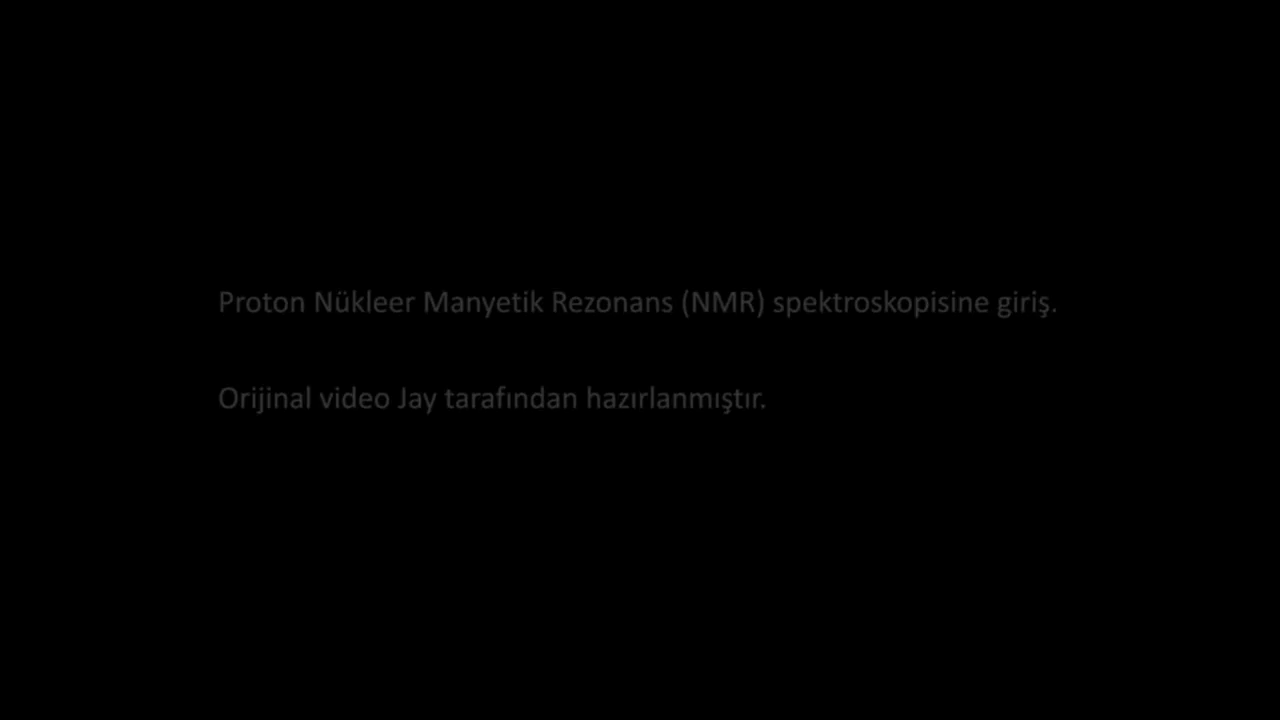 Proton Nükleer Manyetik Rezonans (NMR) spektroskopisine giriş.
Orijinal video Jay tarafından hazırlanmıştır.